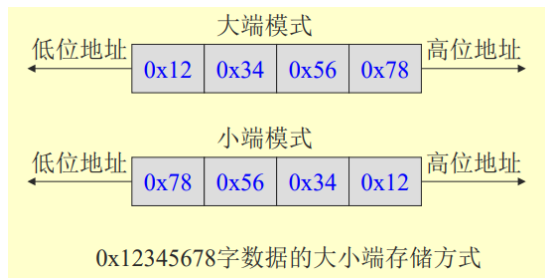 大端模式
低位地址 0x12 0x34 0x56 0x78 高位地址
小端模式
低位地址 0x78 0x56 0x34 0x12 高位地址
0x12345678字数据的大小端存储方式